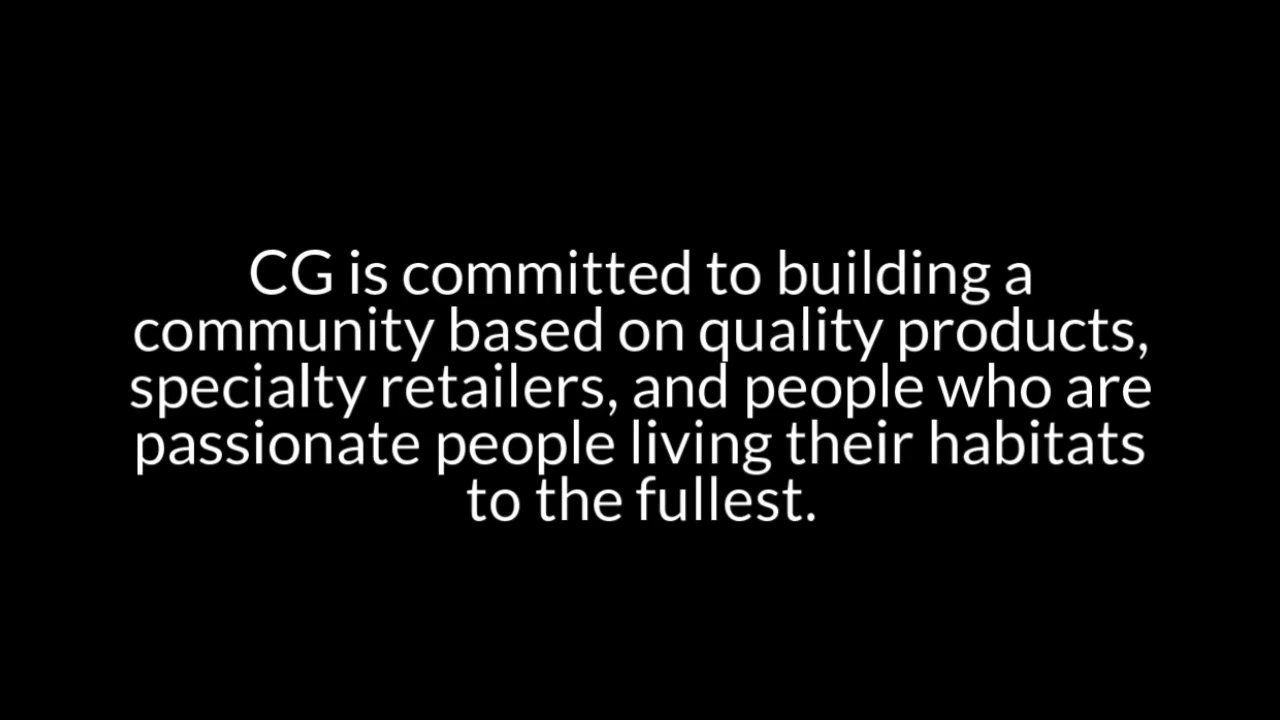 CG is committed to building a
community based on quality products,
specialty retailers, and people who are
passionate people living their habitats
to the fullest.